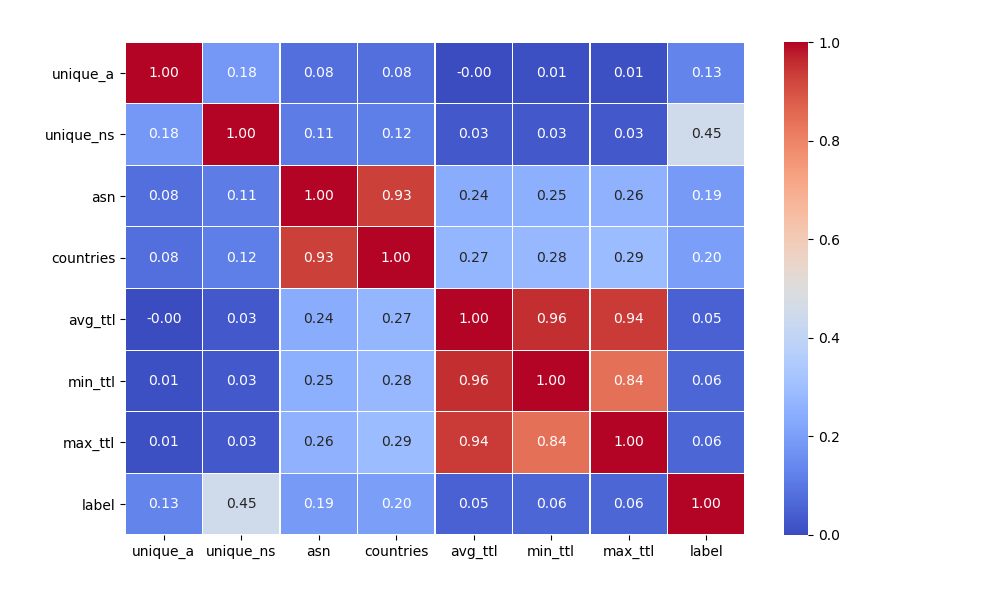 unique_a 1.00 0.18 0.08 0.08 -0.00 0.01 0.01 0.13
unique_ns 0.18 1.00 0.11 0.12 0.03 0.03 0.03 0.45
asn 0.08 0.11 1.00 0.93 0.24 0.25 0.26 0.19
countries 0.08 0.12 0.93 1.00 0.27 0.28 0.29 0.20
avg_ttl -0.00 0.03 0.24 0.27 1.00 0.96 0.94 0.05
min_ttl 0.01 0.03 0.25 0.28 0.96 1.00 0.84 0.06
max_ttl 0.01 0.03 0.26 0.29 0.94 0.84 1.00 0.06
label 0.13 0.45 0.19 0.20 0.05 0.06 0.06 1.00
unique_a unique_ns asn countries avg_ttl min_ttl max_ttl label
1.0
0.8
0.6
0.4
0.2
0.0